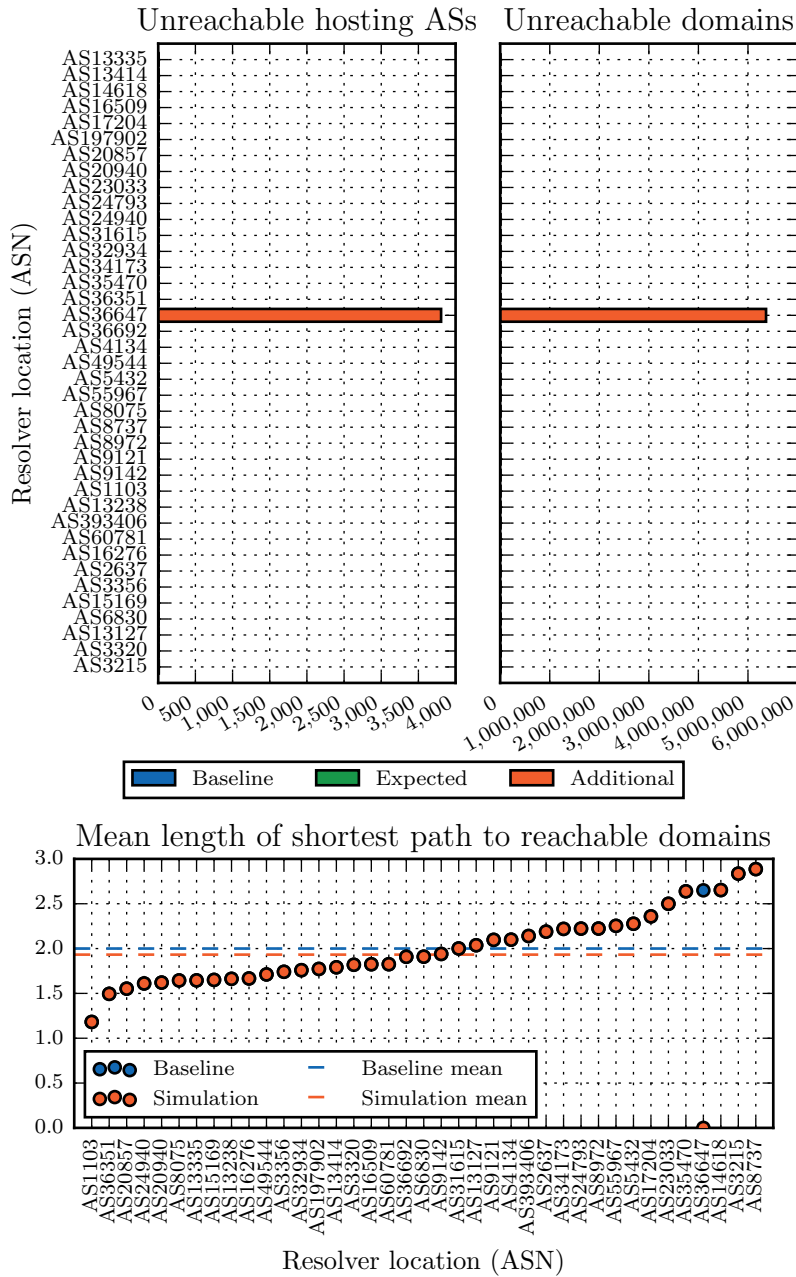 Unreachable hosting ASs
Unreachable domains
Resolver location (ASN)
AS13335
AS13414
AS14618
AS16509
AS17204
AS197902
AS20857
AS20940
AS23033
AS24793
AS24940
AS31615
AS32934
AS34173
AS35470
AS36351
AS36647
AS36692
AS4134
AS49544
AS5432
AS55967
AS8075
AS8737
AS8972
AS9121
AS9142
AS1103
AS13238
AS393406
AS60781
AS16276
AS2637
AS3356
AS15169
AS6830
AS13127
AS3320
AS3215
0
500
1,000
1,500
2,000
2,500
3,000
3,500
4,000
0
1,000,000
2,000,000
3,000,000
4,000,000
5,000,000
6,000,000
Baseline
Expected
Additional
Mean length of shortest path to reachable domains
3.0
2.5
2.0
1.5
1.0
0.5
0.0
Baseline
Baseline mean
Simulation
Simulation mean
AS1103
AS36351
AS20857
AS24940
AS20940
AS8075
AS13335
AS15169
AS13238
AS16276
AS49544
AS3356
AS32934
AS197902
AS13414
AS3320
AS16509
AS60781
AS36692
AS6830
AS9142
AS31615
AS13127
AS9121
AS4134
AS393406
AS2637
AS34173
AS24793
AS8972
AS55967
AS5432
AS17204
AS23033
AS35470
AS36647
AS14618
AS3215
AS8737
Resolver location (ASN)